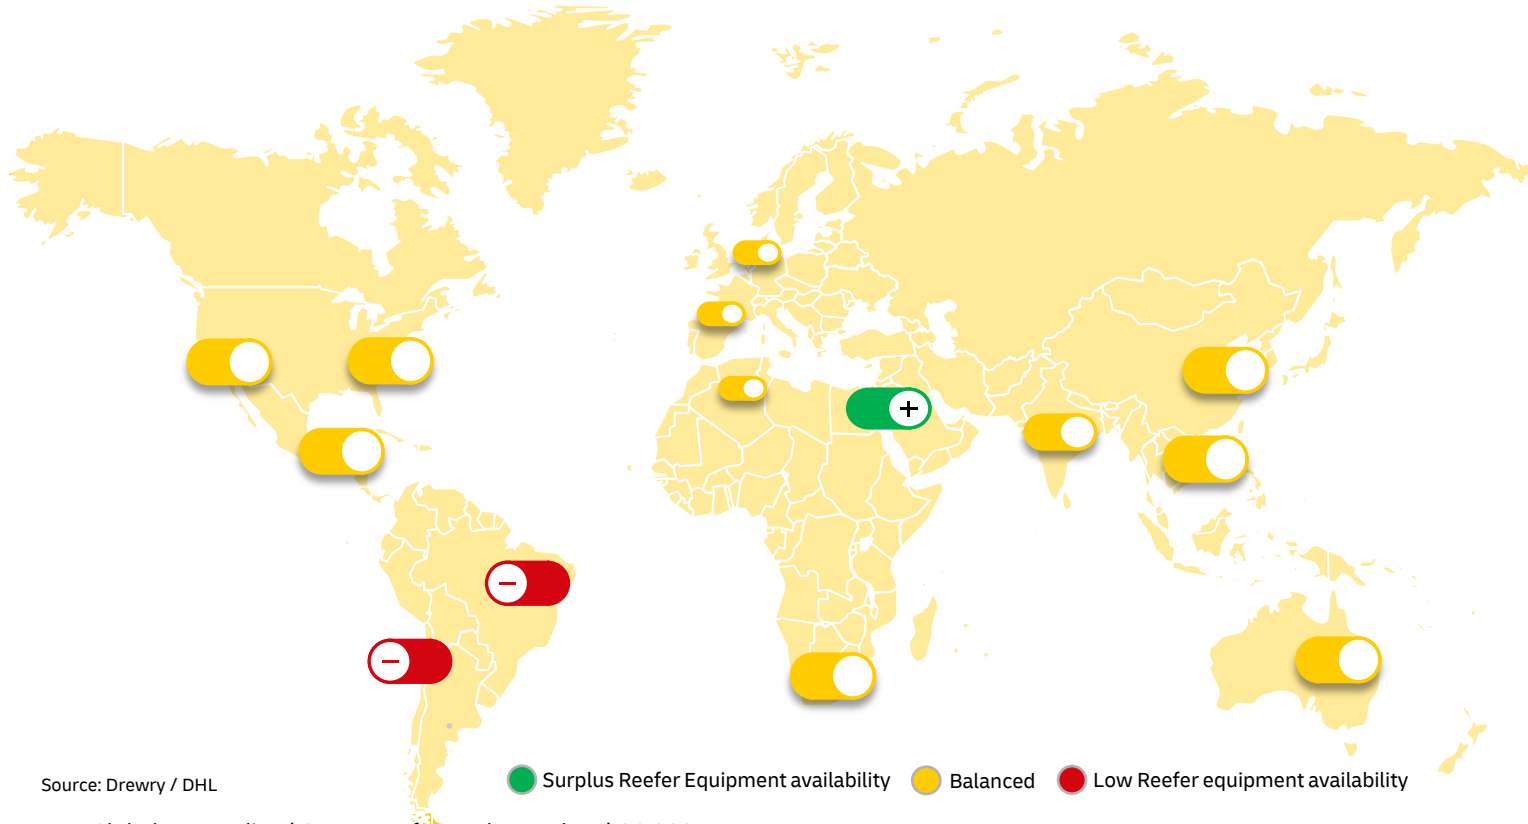 Source: Drewry / DHL
Surplus Reefer Equipment availability
Balanced
Low Reefer equipment availability